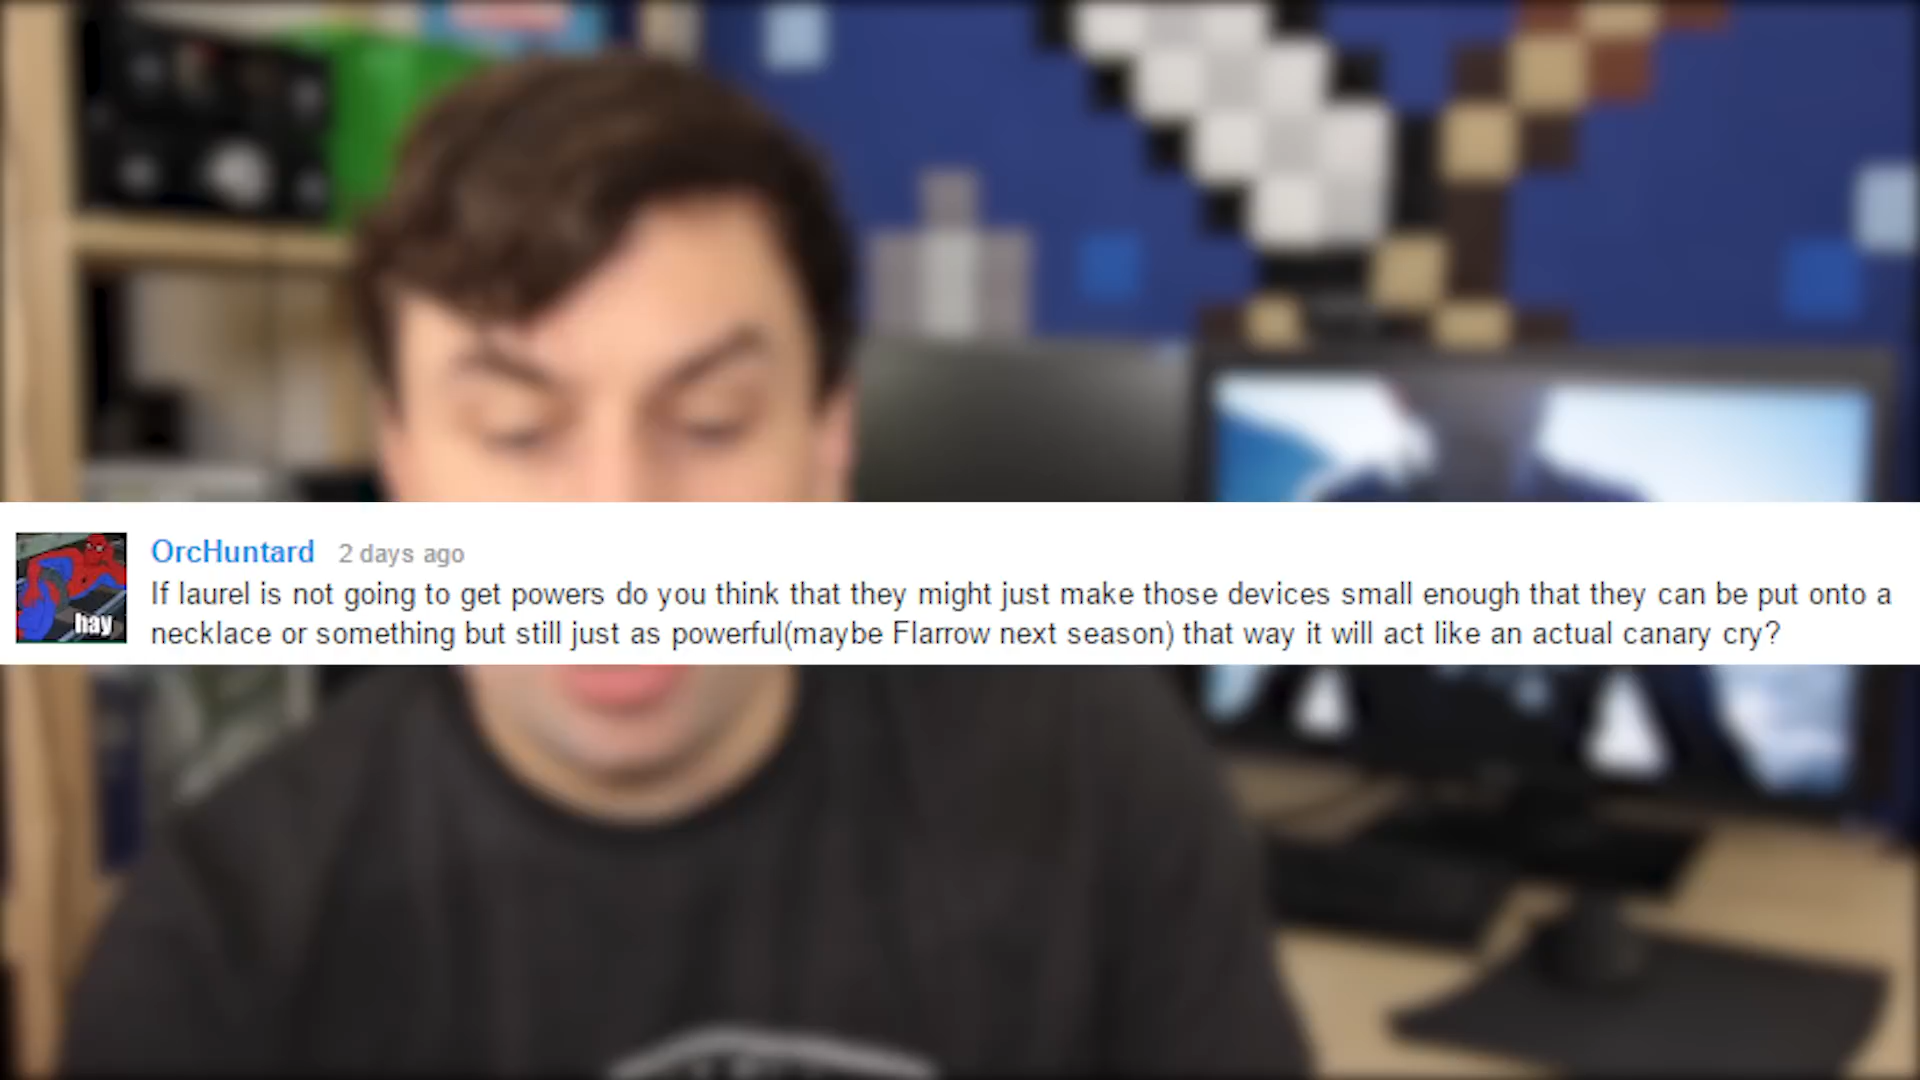 hay
OrcHuntard 2 days ago
If laurel is not going to get powers do you think that they might just make those devices small enough that they can be put onto a
necklace or something but still just as powerful(maybe Flarrow next season) that way it will act like an actual canary cry?